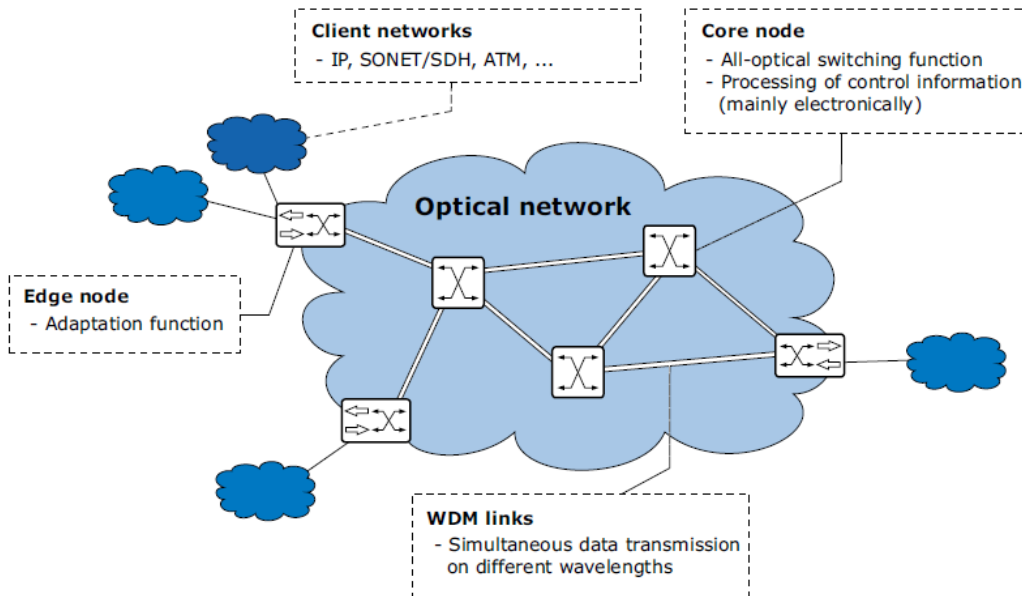 Client networks
- IP, SONET/SDH, ATM, ...
Core node
- All-optical switching function
- Processing of control information
(mainly electronically)
Optical network
Edge node
- Adaptation function
WDM links
- Simultaneous data transmission
on different wavelengths